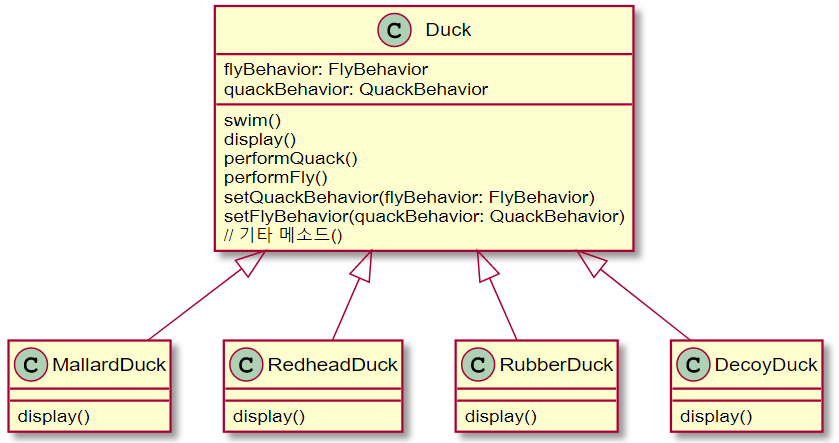 C Duck
flyBehavior: FlyBehavior
quackBehavior: QuackBehavior
swim()
display()
performQuack()
performFly()
setQuackBehavior(flyBehavior: FlyBehavior)
setFlyBehavior(quackBehavior: QuackBehavior)
// 기타 메소드()
C MallardDuck
display()
C RedheadDuck
display()
C RubberDuck
display()
C DecoyDuck
display()